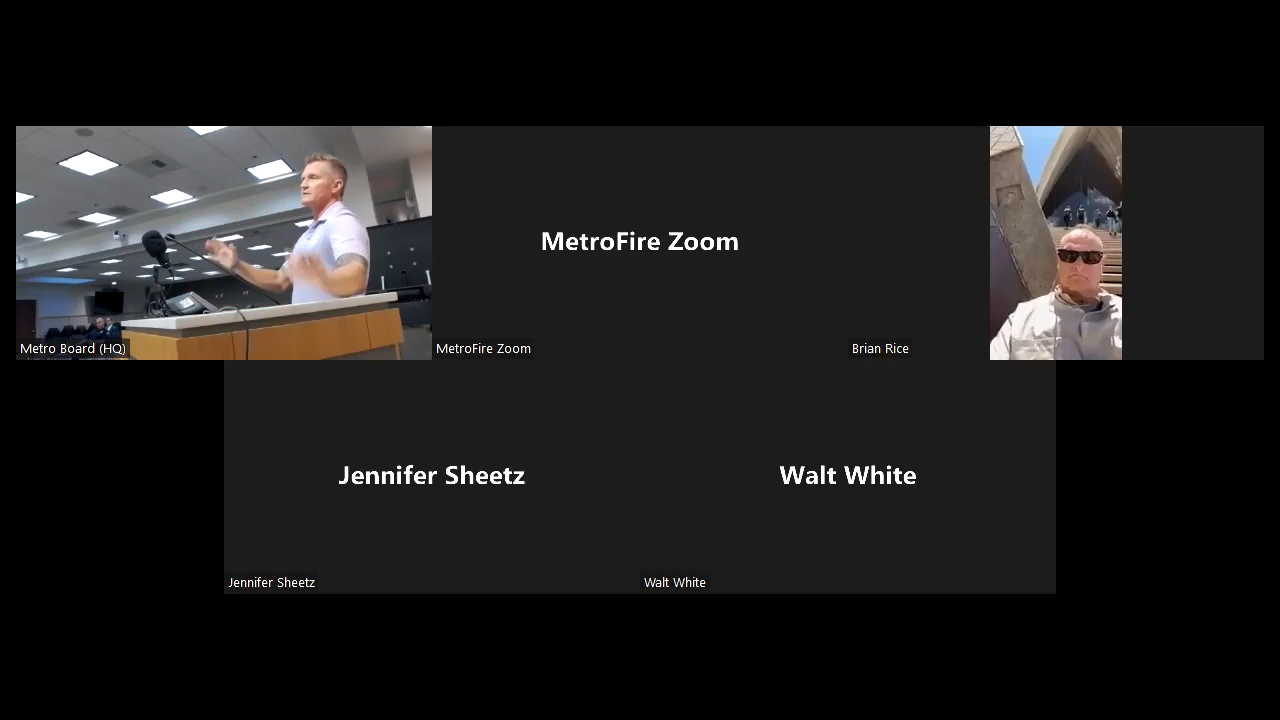 MetroFire Zoom
Metro Board (HQ)
MetroFire Zoom
Brian Rice
Jennifer Sheetz
Walt White
Jennifer Sheetz
Walt White